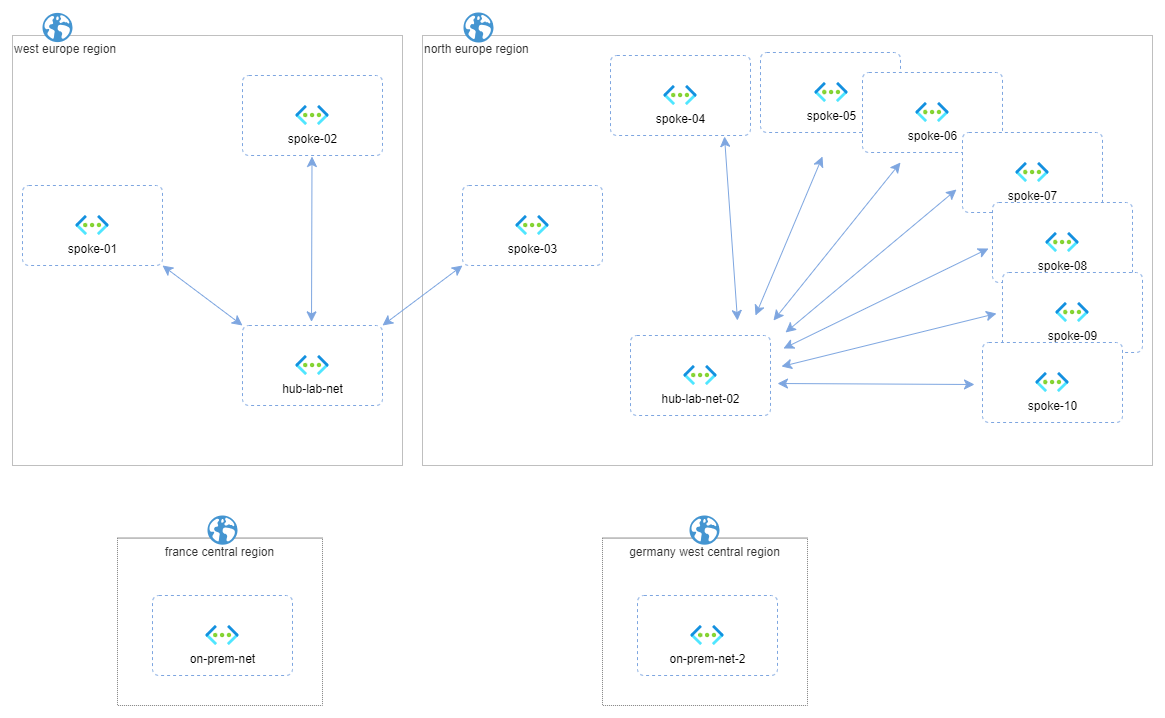 west europe region
north europe region
spoke-02
spoke-01
hub-lab-net
spoke-03
spoke-04
spoke-05
spoke-06
spoke-07
spoke-08
spoke-09
spoke-10
hub-lab-net-02
france central region
on-prem-net
germany west central region
on-prem-net-2